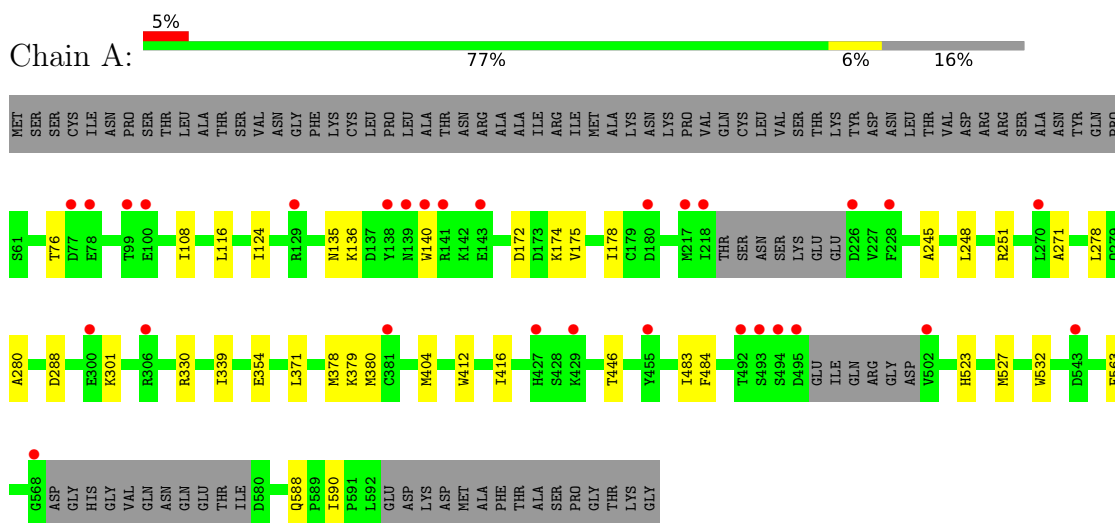 5%
Chain A:
77% 6% 16%
MET SER SER CYS ILE ASN PRO SER THR LEU ALA THR SER VAL ASN GLY PHE LYS CYS LEU PRO LEU ALA THR ASN ARG ALA ALA ILE ARG ILE MET ALA LYS ASN LYS PRO VAL GLN CYS LEU VAL SER THR LYS TYR ASP ASN LEU THR VAL ASP ARG ARG SER ALA ASN TYR GLN PRO
S61 T76 D77 E78 T99 E100 I108 L116 I124 R129 N135 K136 D137 Y138 N139 W140 R141 K142 E143 D172 D173 K174 V175 I178 C179 D180 M217 I218 THR SER ASN SER LYS GLU GLU D226 V227 F228 A245 L248 R251 L270 A271 L278 Q279
A280 D288 E300 K301 R306 R330 I339 E354 L371 M378 K379 M380 C381 M404 W412 I416 H427 S428 K429 T446 Y455 I483 F484 T492 S493 S494 D495 GLU ILE GLN ARG GLY ASP V502 H523 M527 W532 D543
G568 ASP GLY HIS GLY VAL GLN ASN GLN GLU THR ILE D580 Q588 P589 I590 P591 L592 GLU ASP LYS ASP MET ALA PHE THR ALA SER PRO GLY THR LYS GLY